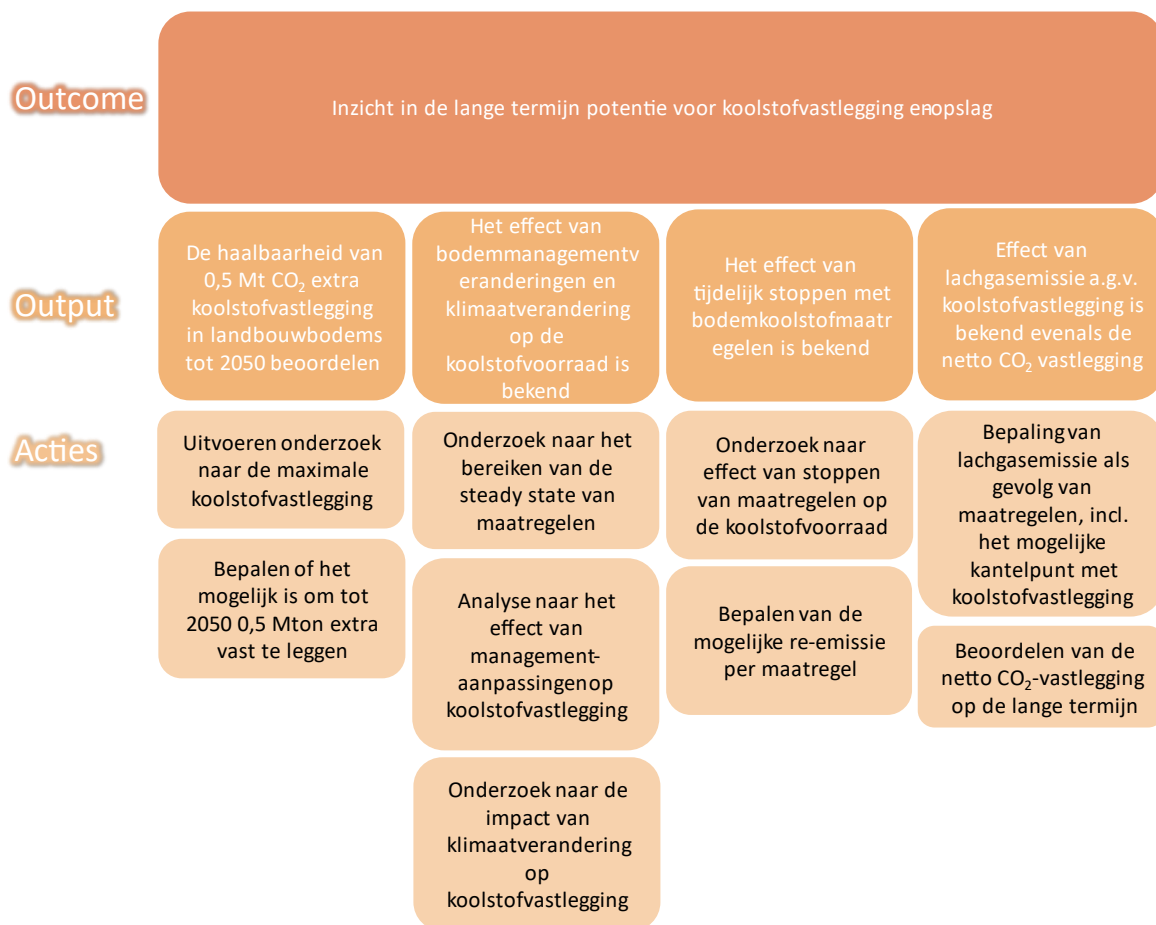 Outcome
Inzicht in de lange termijn potentie voor koolstofvastlegging enopslag
Output
De haalbaarheid van
0,5 Mt CO₂ extra
koolstofvastlegging
in landbouwbodems
tot 2050 beoordelen
Het effect van
bodemmanagementv
eranderingen en
klimaatverandering
op de
koolstofvoorraad is
bekend
Het effect van
tijdelijk stoppen met
bodemkoolstofmaatr
egelen is bekend
Effect van
lachgasemissie a.g.v.
koolstofvastlegging is
bekend evenals de
netto CO₂ vastlegging
Acties
Uitvoeren onderzoek
naar de maximale
koolstofvastlegging
Bepalen of het
mogelijk is om tot
2050 0,5 Mton extra
vast te leggen
Onderzoek naar het
bereiken van de
steady state van
maatregelen
Analyse naar het
effect van
management-
aanpassingenop
koolstofvastlegging
Onderzoek naar de
impact van
klimaatverandering
op
koolstofvastlegging
Onderzoek naar
effect van stoppen
van maatregelen op
de koolstofvoorraad
Bepalen van de
mogelijke re-emissie
per maatregel
Bepaling van
lachgasemissie als
gevolg van
maatregelen, incl.
het mogelijke
kantelpunt met
koolstofvastlegging
Beoordelen van de
netto CO₂-vastlegging
op de lange termijn